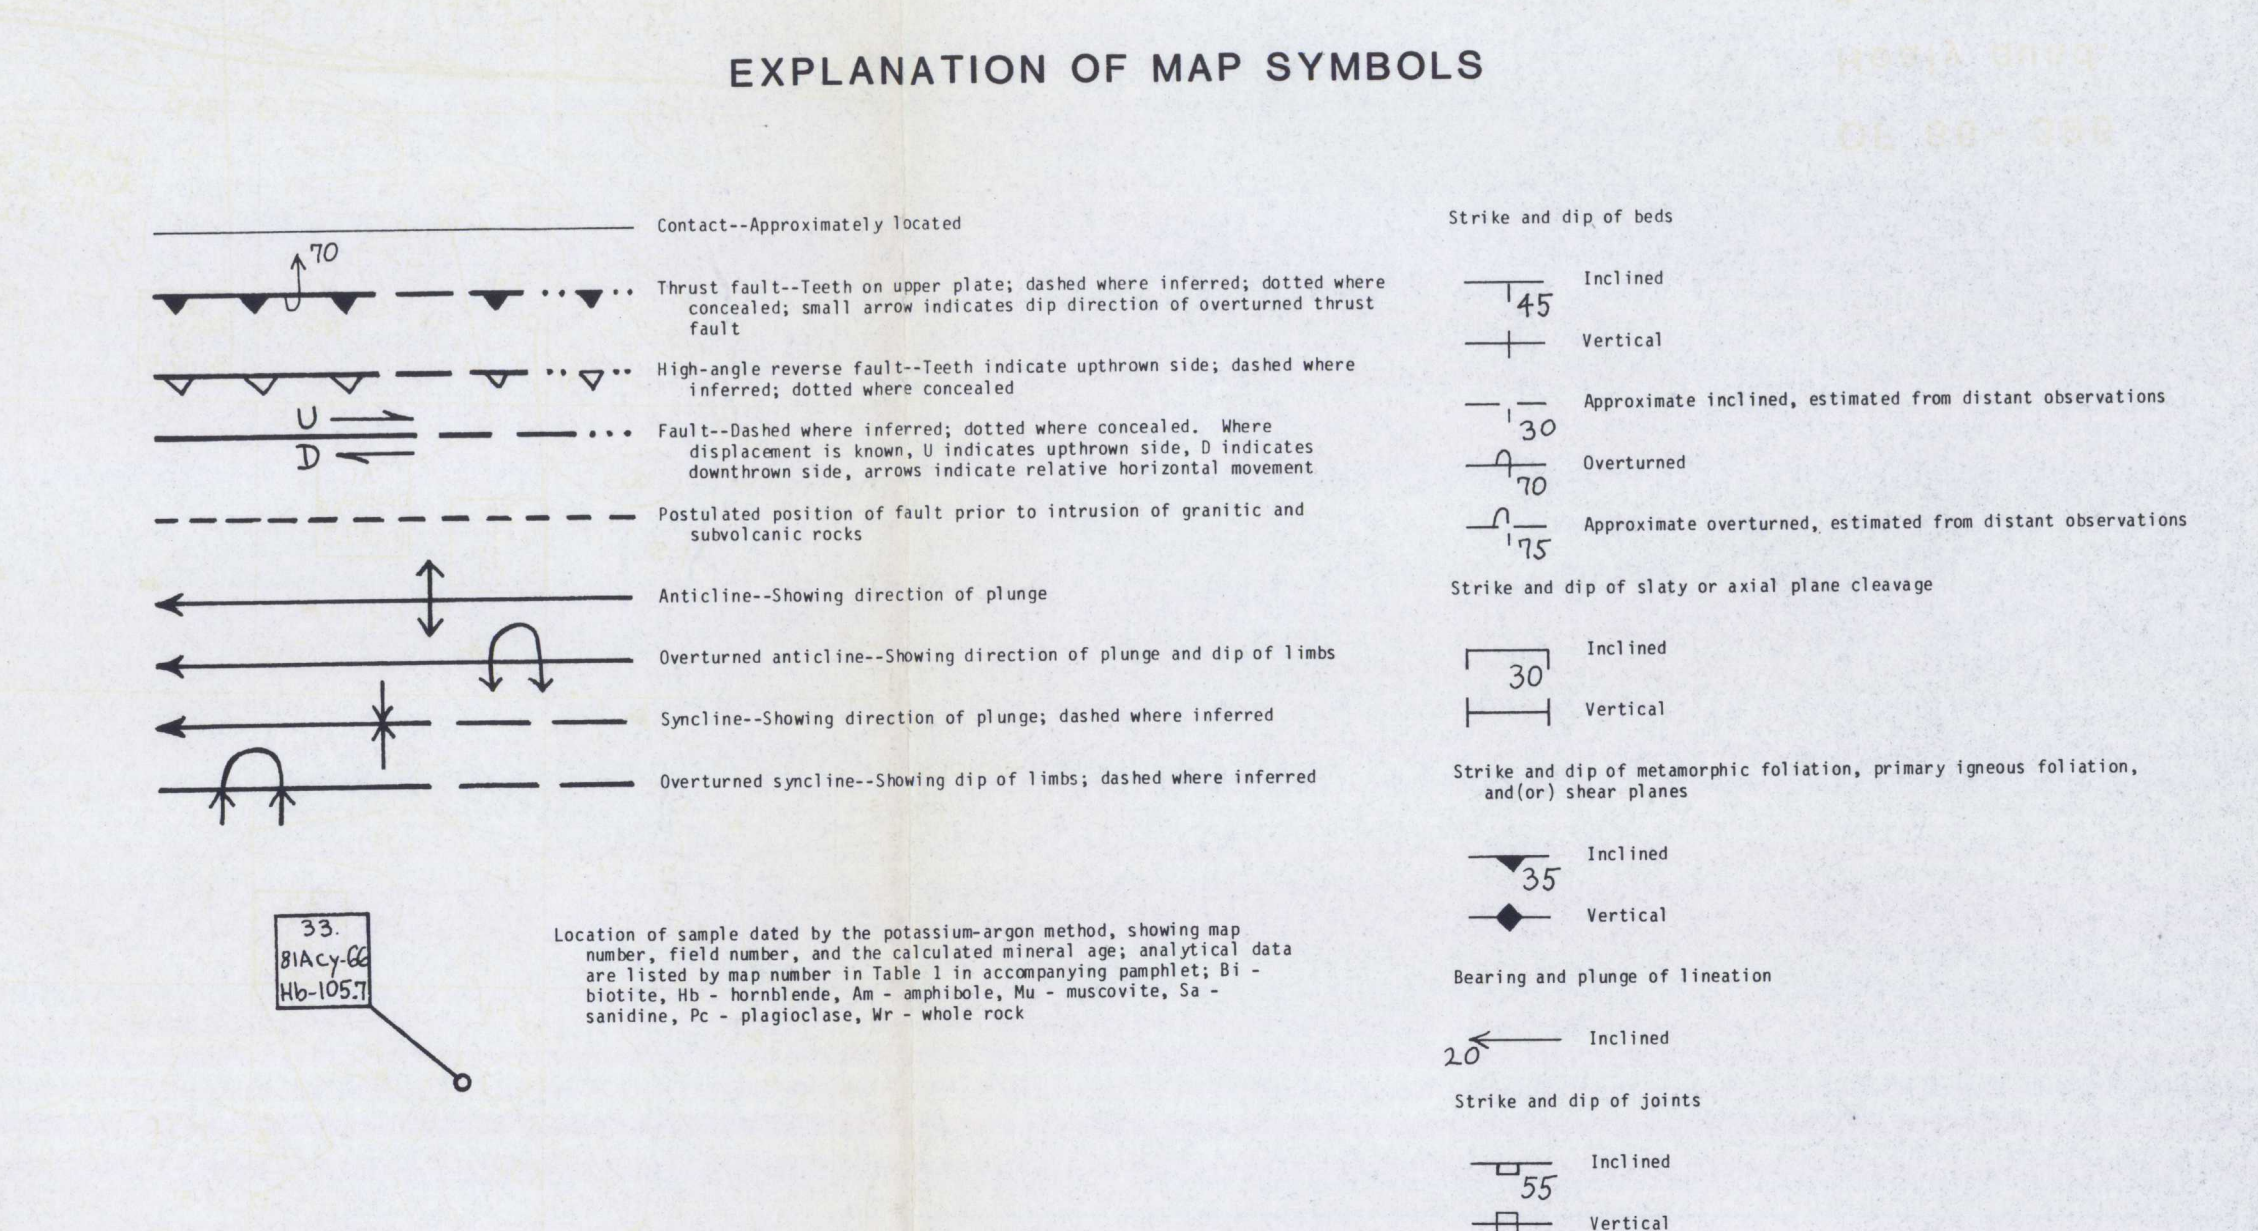 EXPLANATION OF MAP SYMBOLS
Contact--Approximately located
70
Thrust fault--Teeth on upper plate; dashed where inferred; dotted where
concealed; small arrow indicates dip direction of overturned thrust
fault
High-angle reverse fault--Teeth indicate upthrown side; dashed where
inferred; dotted where concealed
U
D
Fault--Dashed where inferred; dotted where concealed. Where
displacement is known, U indicates upthrown side, D indicates
downthrown side, arrows indicate relative horizontal movement
Postulated position of fault prior to intrusion of granitic and
subvolcanic rocks
Anticline--Showing direction of plunge
Overturned anticline--Showing direction of plunge and dip of limbs
Syncline--Showing direction of plunge; dashed where inferred
Overturned syncline--Showing dip of limbs; dashed where inferred
33.
81ACy-66
Hb-105.7
Location of sample dated by the potassium-argon method, showing map
number, field number, and the calculated mineral age; analytical data
are listed by map number in Table 1 in accompanying pamphlet; Bi -
biotite, Hb - hornblende, Am - amphibole, Mu - muscovite, Sa -
sanidine, Pc - plagioclase, Wr - whole rock
Strike and dip of beds
Inclined
45
Vertical
Approximate inclined, estimated from distant observations
30
Overturned
70
Approximate overturned, estimated from distant observations
75
Strike and dip of slaty or axial plane cleavage
Inclined
30
Vertical
Strike and dip of metamorphic foliation, primary igneous foliation,
and(or) shear planes
Inclined
35
Vertical
Bearing and plunge of lineation
Inclined
20
Strike and dip of joints
Inclined
55
Vertical